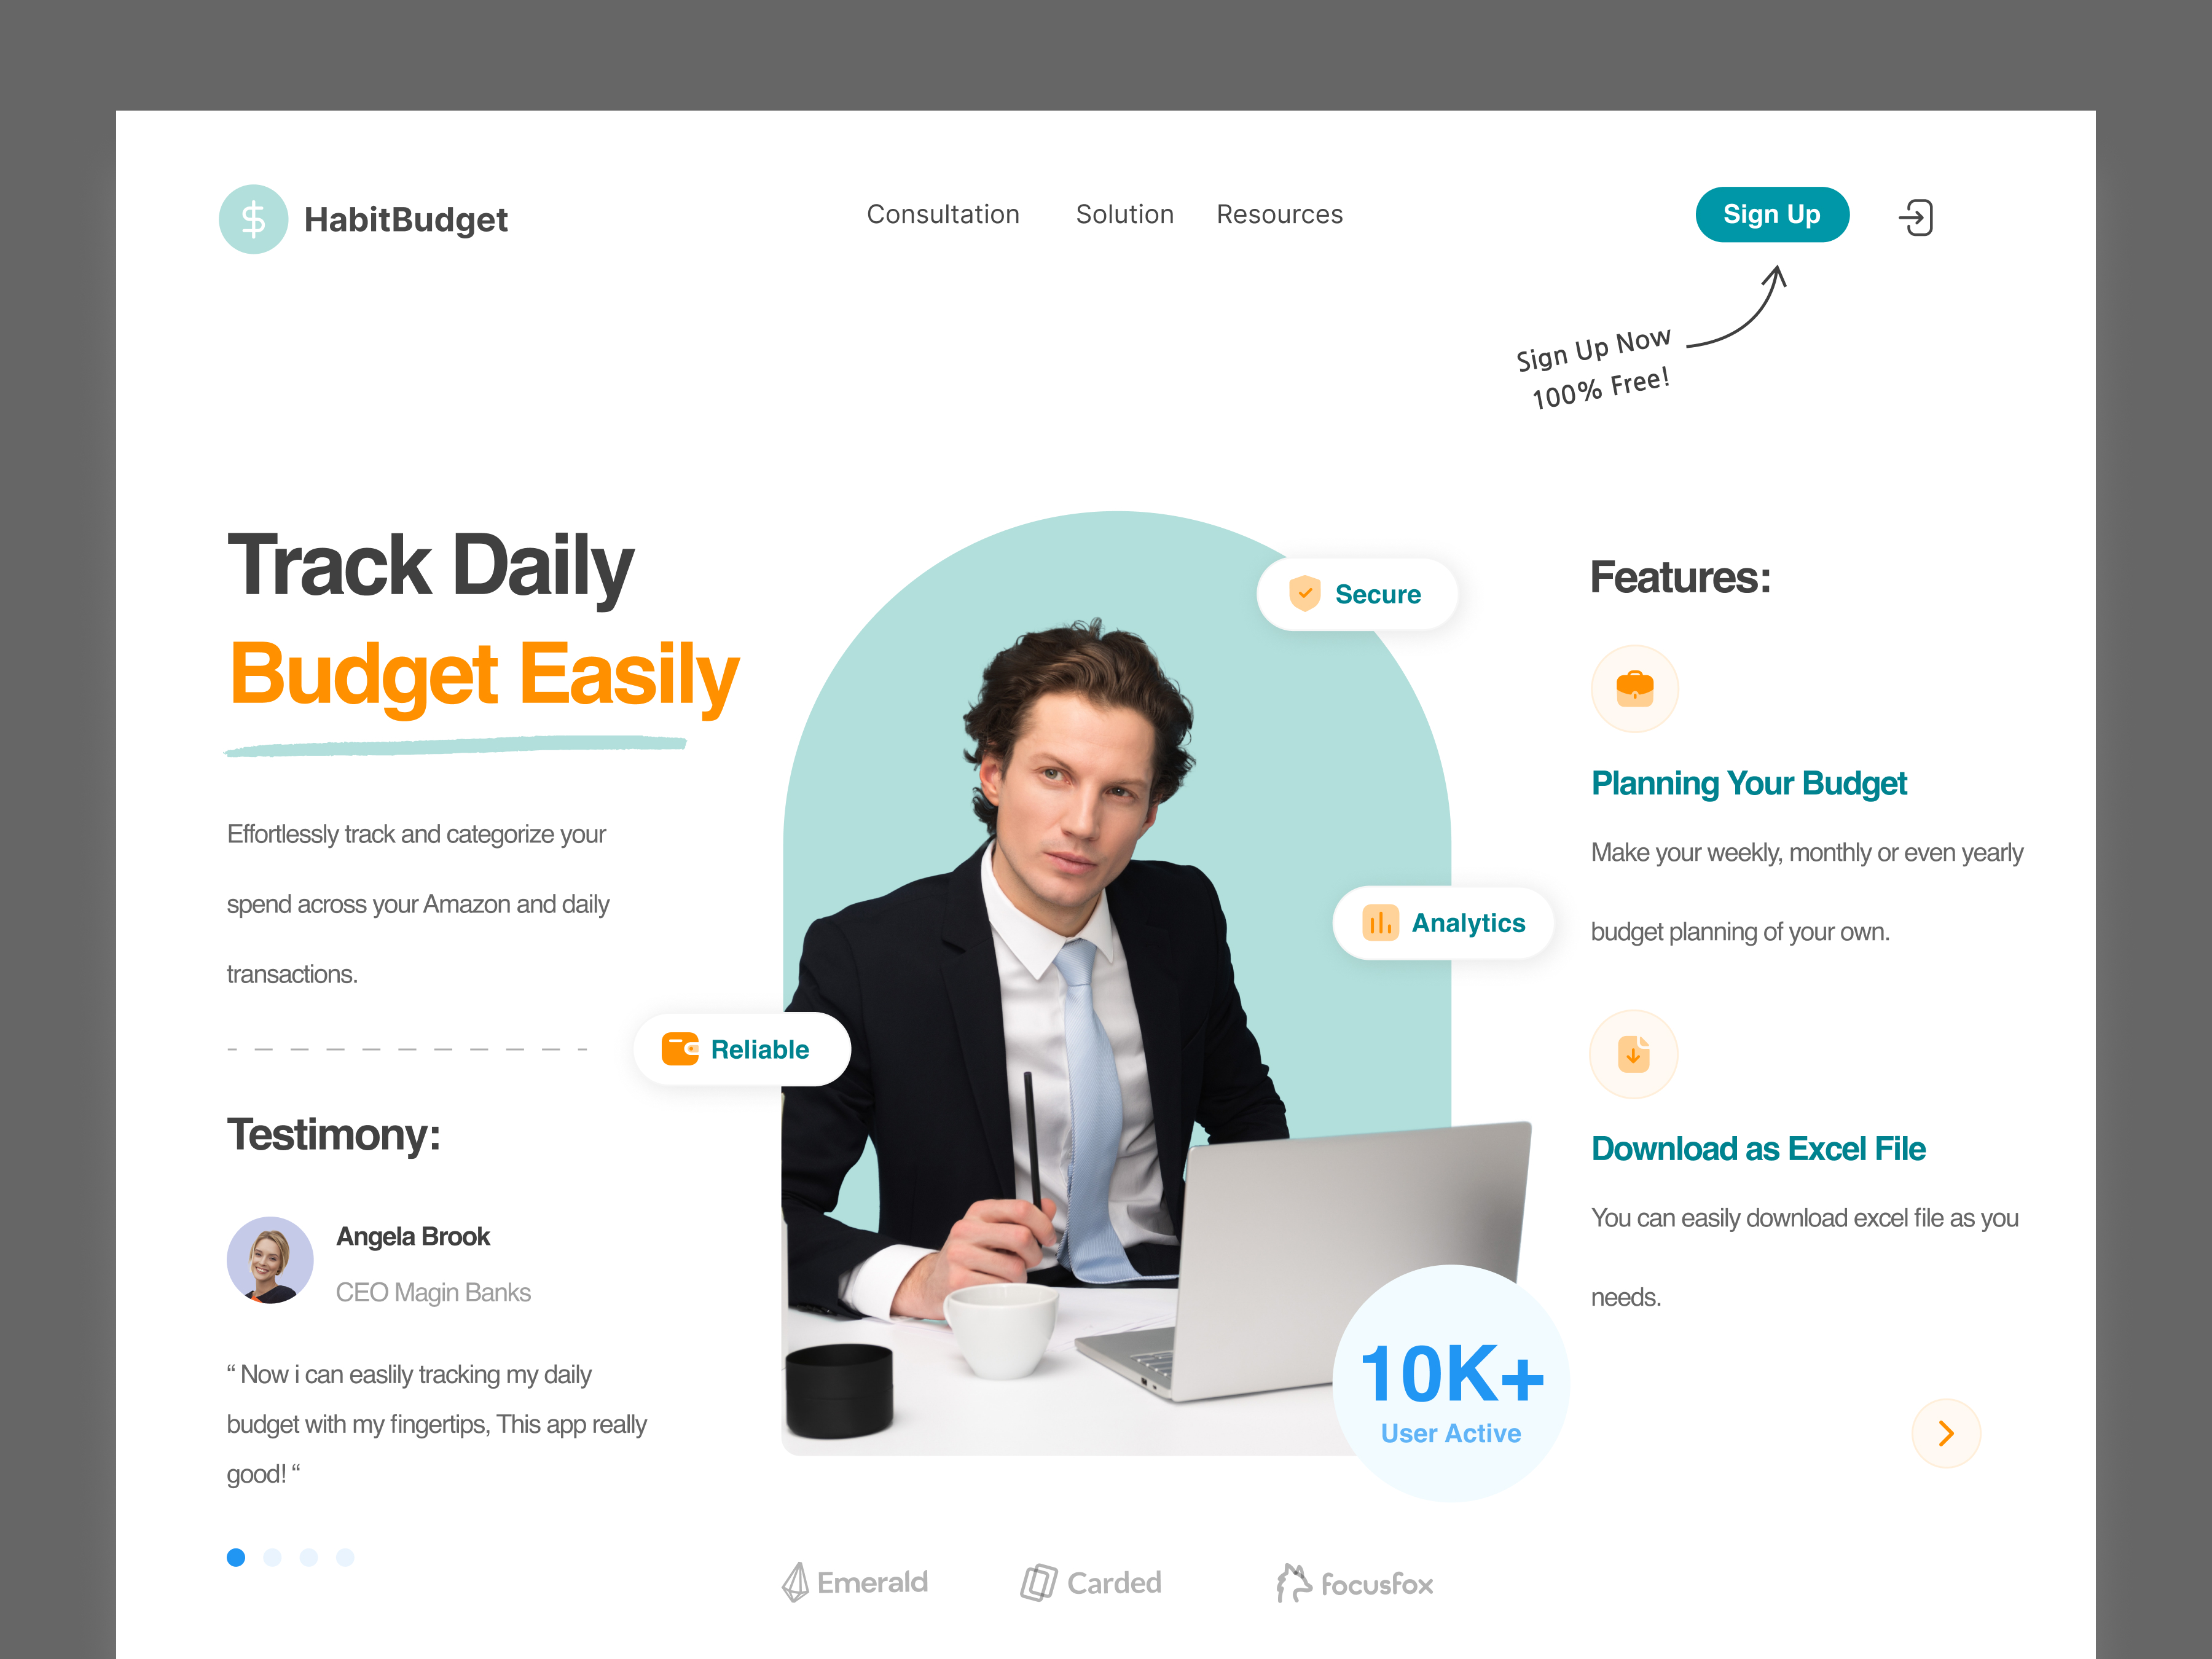 HabitBudget
Consultation
Solution
Resources
Sign Up
Sign Up Now
100% Free!
Track Daily
Budget Easily
Effortlessly track and categorize your
spend across your Amazon and daily
transactions.
Testimony:
Angela Brook
CEO Magin Banks
“ Now i can easlily tracking my daily
budget with my fingertips, This app really
good! “
Secure
Analytics
Reliable
10K+
User Active
Emerald
Carded
focusfox
Features:
Planning Your Budget
Make your weekly, monthly or even yearly
budget planning of your own.
Download as Excel File
You can easily download excel file as you
needs.